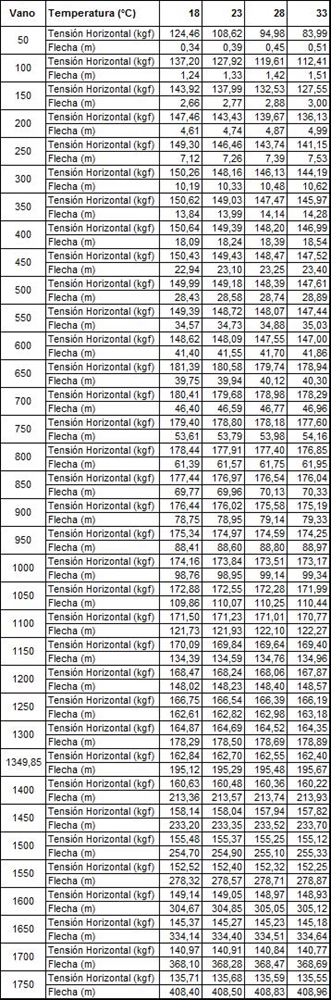 Vano Temperatura (°C) 18 23 28 33
50 Tensión Horizontal (kgf) 124,46 108,62 94,98 83,99
Flecha (m) 0,34 0,39 0,45 0,51
100 Tensión Horizontal (kgf) 137,20 127,92 119,61 112,41
Flecha (m) 1,24 1,33 1,42 1,51
150 Tensión Horizontal (kgf) 143,92 137,99 132,53 127,55
Flecha (m) 2,66 2,77 2,88 3,00
200 Tensión Horizontal (kgf) 147,46 143,43 139,67 136,13
Flecha (m) 4,61 4,74 4,87 4,99
250 Tensión Horizontal (kgf) 149,30 146,46 143,74 141,15
Flecha (m) 7,12 7,26 7,39 7,53
300 Tensión Horizontal (kgf) 150,26 148,16 146,13 144,19
Flecha (m) 10,19 10,33 10,48 10,62
350 Tensión Horizontal (kgf) 150,62 149,03 147,47 145,97
Flecha (m) 13,84 13,99 14,14 14,28
400 Tensión Horizontal (kgf) 150,64 149,39 148,20 146,99
Flecha (m) 18,09 18,24 18,39 18,54
450 Tensión Horizontal (kgf) 150,43 149,43 148,47 147,52
Flecha (m) 22,94 23,10 23,25 23,40
500 Tensión Horizontal (kgf) 149,99 149,18 148,39 147,61
Flecha (m) 28,43 28,58 28,74 28,89
550 Tensión Horizontal (kgf) 149,39 148,72 148,07 147,44
Flecha (m) 34,57 34,73 34,88 35,03
600 Tensión Horizontal (kgf) 148,62 148,09 147,55 147,00
Flecha (m) 41,40 41,55 41,70 41,86
650 Tensión Horizontal (kgf) 181,39 180,58 179,74 178,94
Flecha (m) 39,75 39,94 40,12 40,30
700 Tensión Horizontal (kgf) 180,41 179,68 178,98 178,29
Flecha (m) 46,40 46,59 46,77 46,96
750 Tensión Horizontal (kgf) 179,40 178,80 178,18 177,60
Flecha (m) 53,61 53,79 53,98 54,16
800 Tensión Horizontal (kgf) 178,44 177,91 177,40 176,85
Flecha (m) 61,39 61,57 61,75 61,95
850 Tensión Horizontal (kgf) 177,44 176,97 176,54 176,04
Flecha (m) 69,77 69,96 70,13 70,33
900 Tensión Horizontal (kgf) 176,44 176,02 175,58 175,19
Flecha (m) 78,75 78,95 79,14 79,33
950 Tensión Horizontal (kgf) 175,34 174,97 174,59 174,25
Flecha (m) 88,41 88,60 88,80 88,97
1000 Tensión Horizontal (kgf) 174,16 173,84 173,51 173,17
Flecha (m) 98,76 98,95 99,14 99,34
1050 Tensión Horizontal (kgf) 172,88 172,55 172,28 171,99
Flecha (m) 109,86 110,07 110,25 110,44
1100 Tensión Horizontal (kgf) 171,50 171,23 171,01 170,77
Flecha (m) 121,73 121,93 122,10 122,27
1150 Tensión Horizontal (kgf) 170,09 169,84 169,64 169,40
Flecha (m) 134,39 134,59 134,76 134,96
1200 Tensión Horizontal (kgf) 168,47 168,24 168,06 167,87
Flecha (m) 148,02 148,23 148,40 148,57
1250 Tensión Horizontal (kgf) 166,75 166,54 166,39 166,19
Flecha (m) 162,61 162,82 162,98 163,18
1300 Tensión Horizontal (kgf) 164,87 164,69 164,52 164,35
Flecha (m) 178,29 178,50 178,69 178,89
1349,85 Tensión Horizontal (kgf) 162,84 162,70 162,55 162,40
Flecha (m) 195,12 195,29 195,48 195,67
1400 Tensión Horizontal (kgf) 160,63 160,48 160,36 160,22
Flecha (m) 213,36 213,57 213,74 213,93
1450 Tensión Horizontal (kgf) 158,14 158,04 157,94 157,82
Flecha (m) 233,20 233,35 233,52 233,70
1500 Tensión Horizontal (kgf) 155,48 155,37 155,25 155,12
Flecha (m) 254,70 254,90 255,10 255,33
1550 Tensión Horizontal (kgf) 152,52 152,40 152,32 152,25
Flecha (m) 278,32 278,57 278,71 278,87
1600 Tensión Horizontal (kgf) 149,14 149,05 148,97 148,93
Flecha (m) 304,67 304,85 305,05 305,12
1650 Tensión Horizontal (kgf) 145,37 145,27 145,23 145,18
Flecha (m) 334,14 334,40 334,51 334,64
1700 Tensión Horizontal (kgf) 140,97 140,91 140,84 140,77
Flecha (m) 368,10 368,28 368,47 368,69
1750 Tensión Horizontal (kgf) 135,71 135,68 135,59 135,55
Flecha (m) 408,40 408,50 408,83 408,96